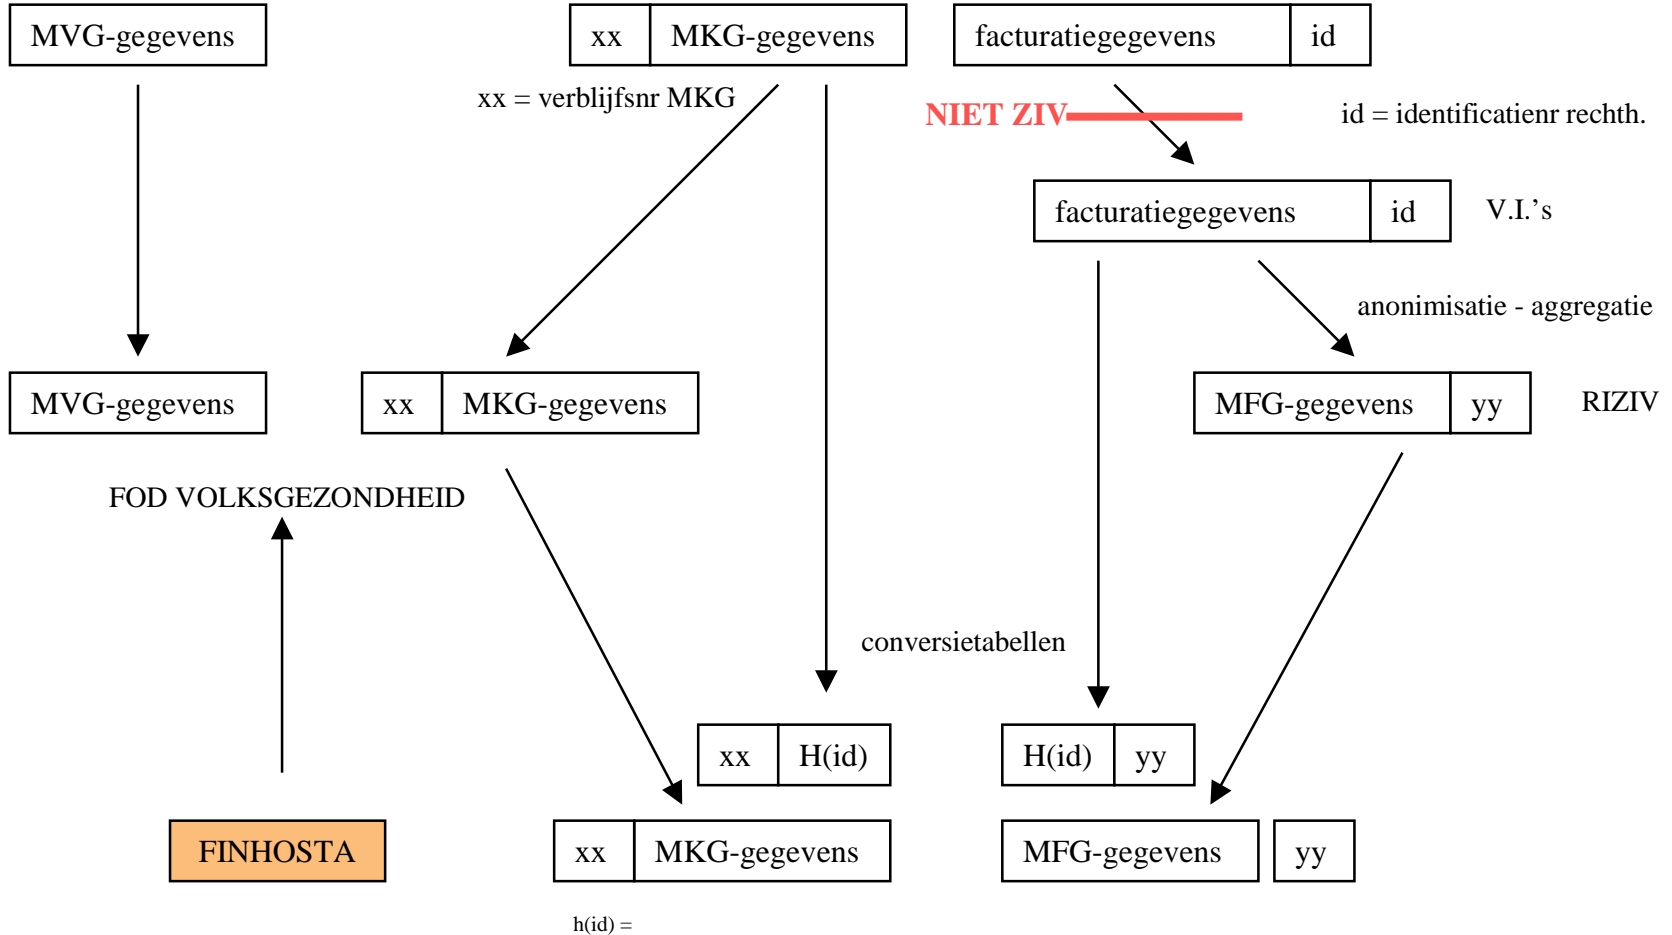 MVG-gegevens
xx MKG-gegevens
facturatiegegevens id
xx = verblijfsnr MKG
NIET ZIV
id = identificatienr rechth.
facturatiegegevens id
V.I.’s
anonimisatie - aggregatie
MVG-gegevens
xx MKG-gegevens
MFG-gegevens yy
RIZIV
FOD VOLKSGEZONDHEID
conversietabellen
xx H(id)
H(id) yy
FINHOSTA
xx MKG-gegevens
MFG-gegevens yy
h(id) =